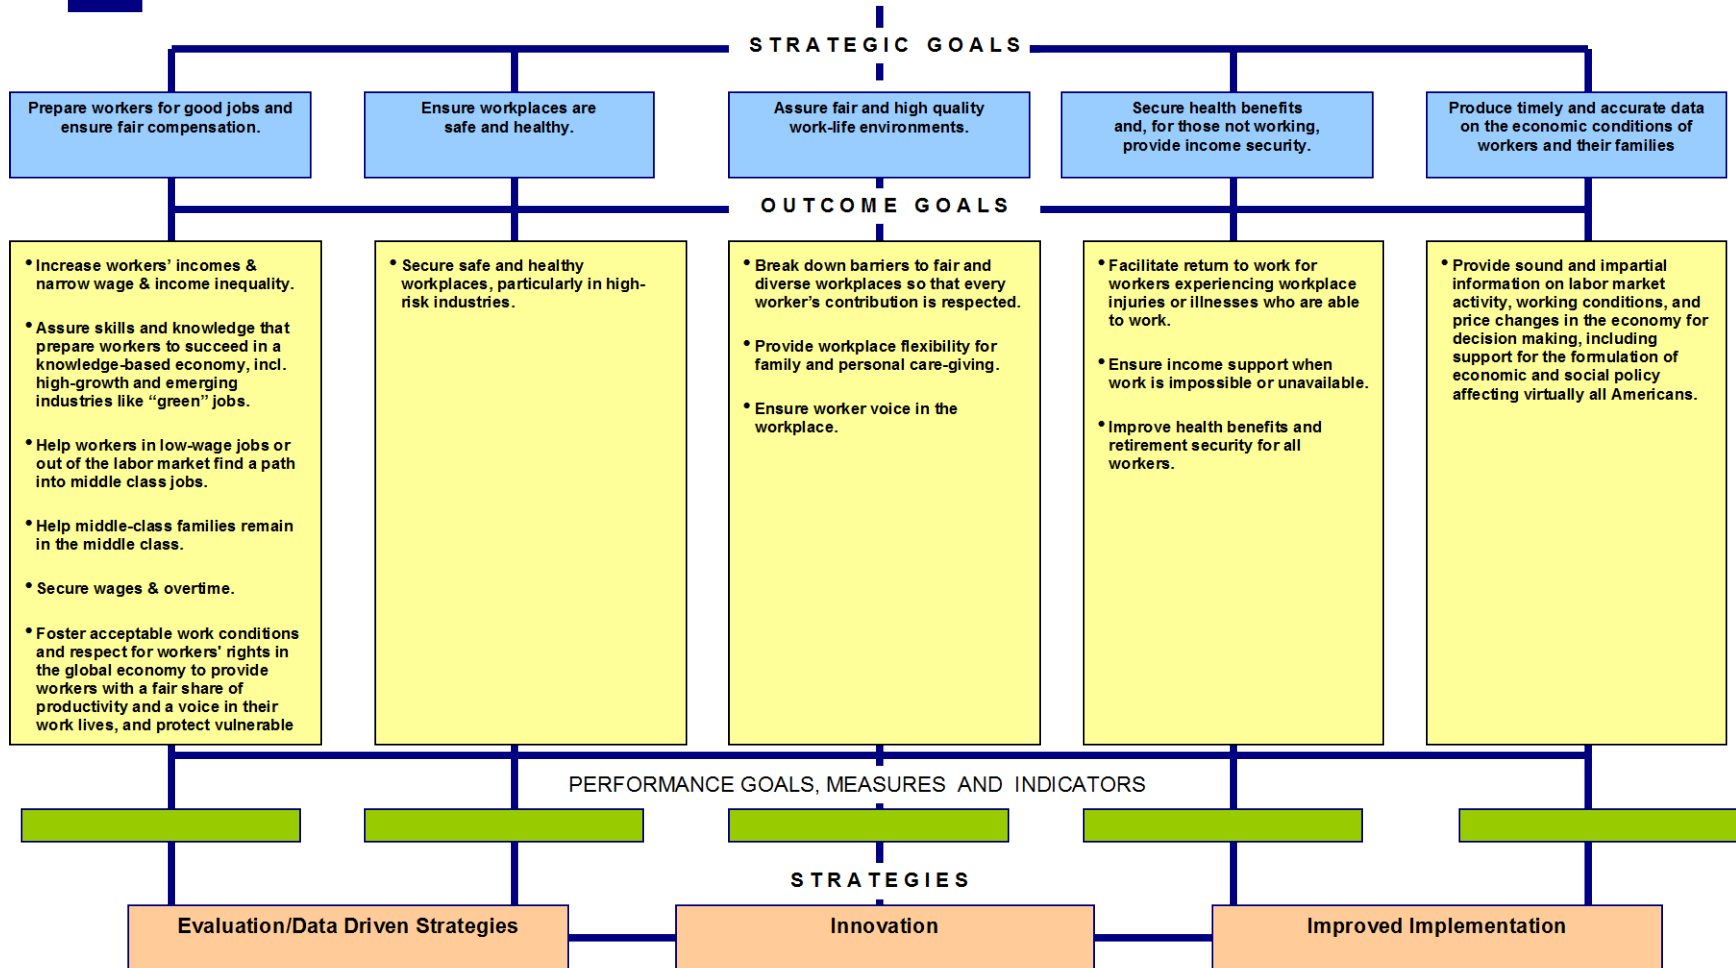 STRATEGIC GOALS
Prepare workers for good jobs and
ensure fair compensation.
Ensure workplaces are
safe and healthy.
Assure fair and high quality
work-life environments.
Secure health benefits
and, for those not working,
provide income security.
Produce timely and accurate data
on the economic conditions of
workers and their families
OUTCOME GOALS
• Increase workers’ incomes &
narrow wage & income inequality.
• Assure skills and knowledge that
prepare workers to succeed in a
knowledge-based economy, incl.
high-growth and emerging
industries like “green” jobs.
• Help workers in low-wage jobs or
out of the labor market find a path
into middle class jobs.
• Help middle-class families remain
in the middle class.
• Secure wages & overtime.
• Foster acceptable work conditions
and respect for workers' rights in
the global economy to provide
workers with a fair share of
productivity and a voice in their
work lives, and protect vulnerable
• Secure safe and healthy
workplaces, particularly in high-
risk industries.
• Break down barriers to fair and
diverse workplaces so that every
worker’s contribution is respected.
• Provide workplace flexibility for
family and personal care-giving.
• Ensure worker voice in the
workplace.
• Facilitate return to work for
workers experiencing workplace
injuries or illnesses who are able
to work.
• Ensure income support when
work is impossible or unavailable.
• Improve health benefits and
retirement security for all
workers.
• Provide sound and impartial
information on labor market
activity, working conditions, and
price changes in the economy for
decision making, including
support for the formulation of
economic and social policy
affecting virtually all Americans.
PERFORMANCE GOALS, MEASURES AND INDICATORS
STRATEGIES
Evaluation/Data Driven Strategies
Innovation
Improved Implementation